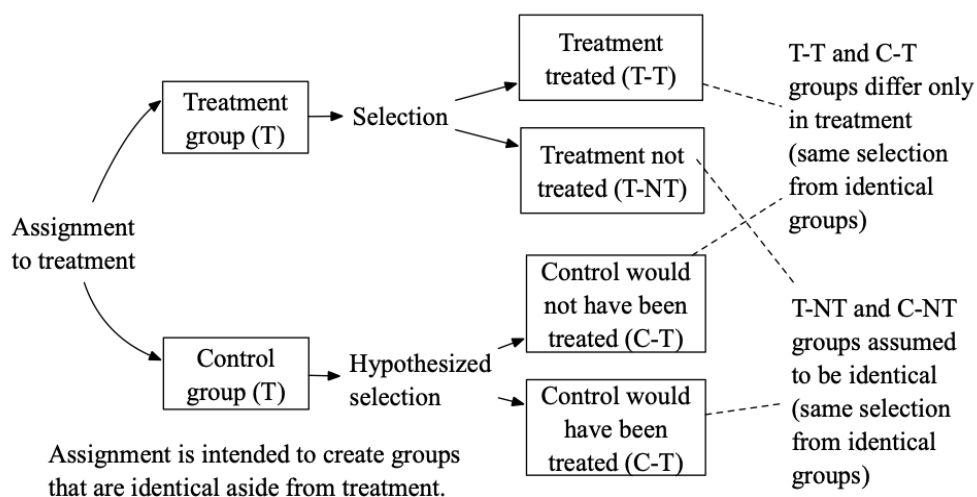 Treatment
treated (T-T)
T-T and C-T
groups differ only
in treatment
(same selection
from identical
groups)
Treatment
group (T)
Selection
Treatment not
treated (T-NT)
Assignment
to treatment
Control would
not have been
treated (C-T)
T-NT and C-NT
groups assumed
to be identical
(same selection
from identical
groups)
Control
group (T)
Hypothesized
selection
Control would
have been
treated (C-T)
Assignment is intended to create groups
that are identical aside from treatment.